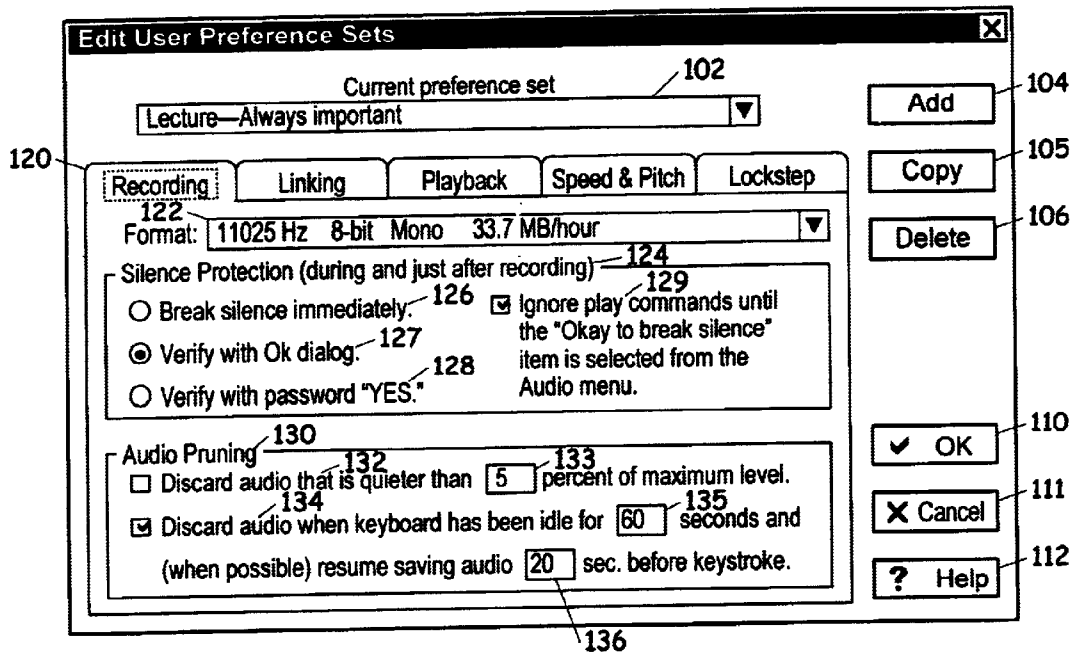 Edit User Preference Sets
Current preference set
102
Lecture—Always important
Add
104
120
Recording
Linking
Playback
Speed & Pitch
Lockstep
Copy
105
122
Format: 11025 Hz 8-bit Mono 33.7 MB/hour
Delete
106
Silence Protection (during and just after recording)
124
Break silence immediately.
126
129
Ignore play commands until
the "Okay to break silence"
item is selected from the
Audio menu.
Verify with Ok dialog.
127
Verify with password "YES."
128
Audio Pruning
130
132
133
Discard audio that is quieter than 5 percent of maximum level.
134
135
Discard audio when keyboard has been idle for 60 seconds and
(when possible) resume saving audio 20 sec. before keystroke.
136
OK
110
X Cancel
111
? Help
112